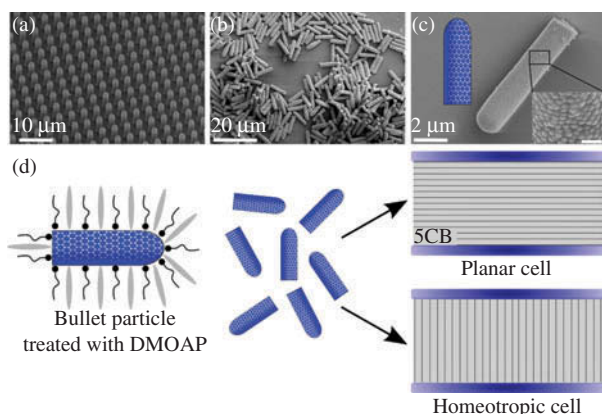 (a)
10 μm
(b)
20 μm
(c)
2 μm
(d)
Bullet particle
treated with DMOAP
5CB
Planar cell
Homeotropic cell